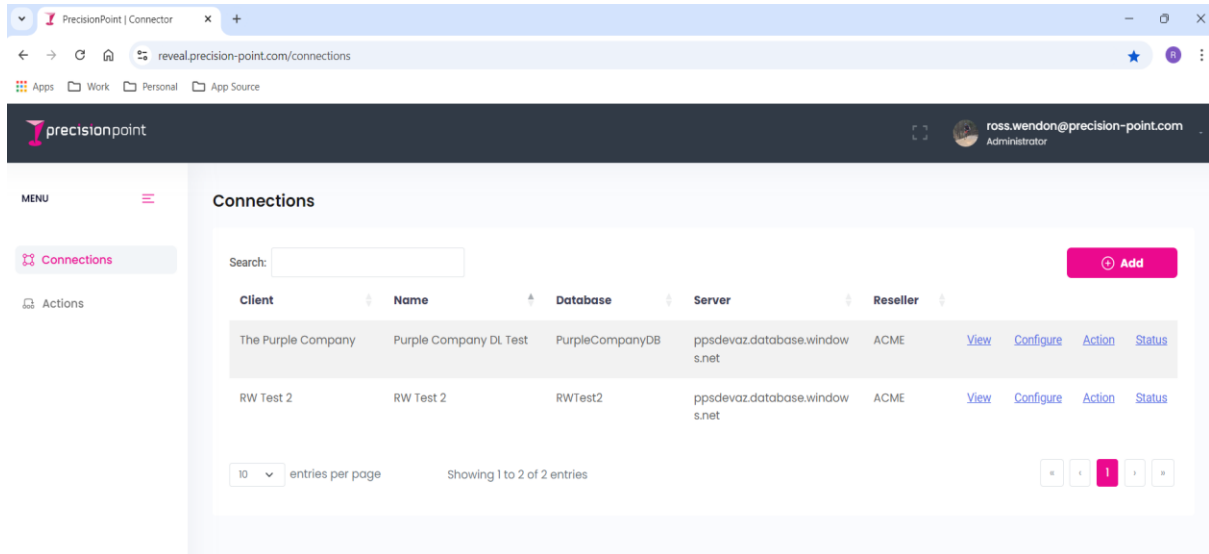 PrecisionPoint | Connector
reveal.precision-point.com/connections
Apps Work Personal App Source
precisionpoint
ross.wendon@precision-point.com
Administrator
R
MENU
Connections
Connections
Actions
Search:
Add
Client Name Database Server Reseller
The Purple Company Purple Company DL Test PurpleCompanyDB ppsdevaz.database.window ACME View Configure Action Status
s.net
RW Test 2 RW Test 2 RWTest2 ppsdevaz.database.window ACME View Configure Action Status
s.net
10 entries per page Showing 1 to 2 of 2 entries « ‹ 1 › »